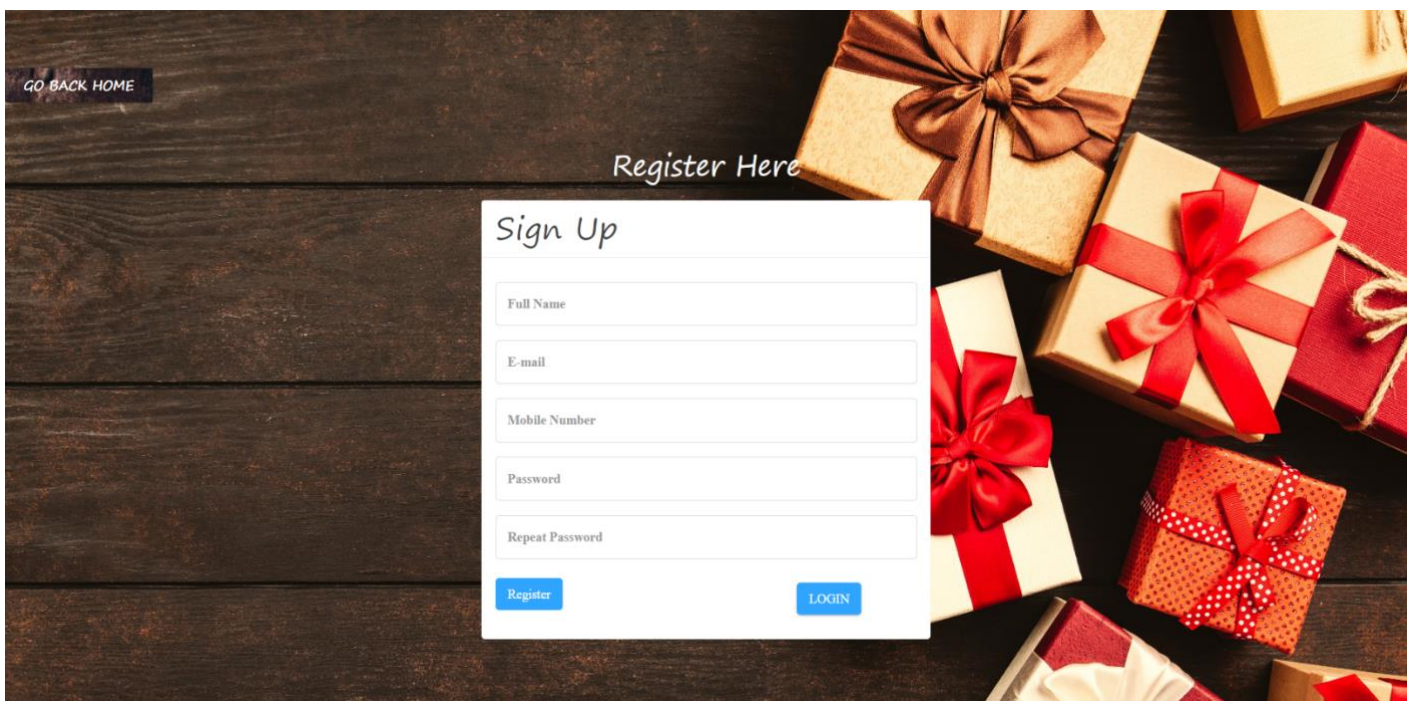 GO BACK HOME
Register Here
Sign Up
Full Name
E-mail
Mobile Number
Password
Repeat Password
Register LOGIN